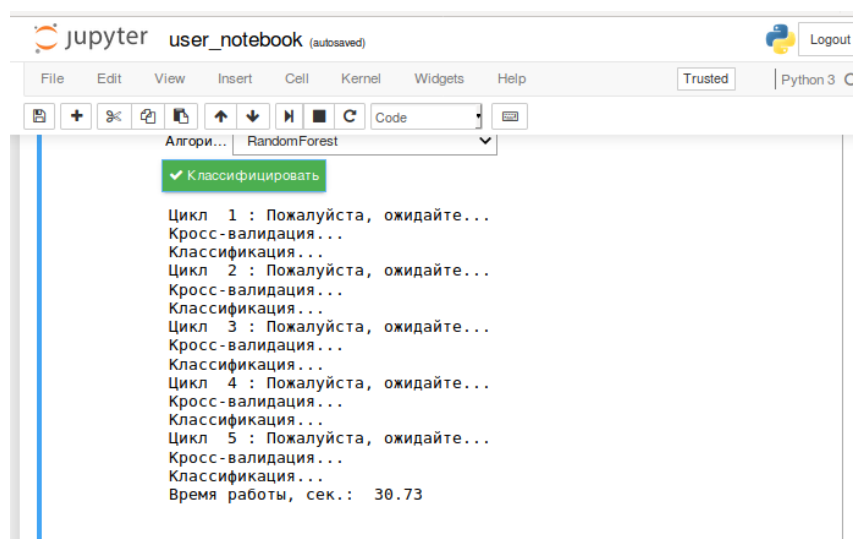 jupyter user_notebook (autosaved) Logout
File Edit View Insert Cell Kernel Widgets Help Trusted Python 3
Code
Алгори... RandomForest
Классифицировать
Цикл 1 : Пожалуйста, ожидайте...
Кросс-валидация...
Классификация...
Цикл 2 : Пожалуйста, ожидайте...
Кросс-валидация...
Классификация...
Цикл 3 : Пожалуйста, ожидайте...
Кросс-валидация...
Классификация...
Цикл 4 : Пожалуйста, ожидайте...
Кросс-валидация...
Классификация...
Цикл 5 : Пожалуйста, ожидайте...
Кросс-валидация...
Классификация...
Время работы, сек.: 30.73